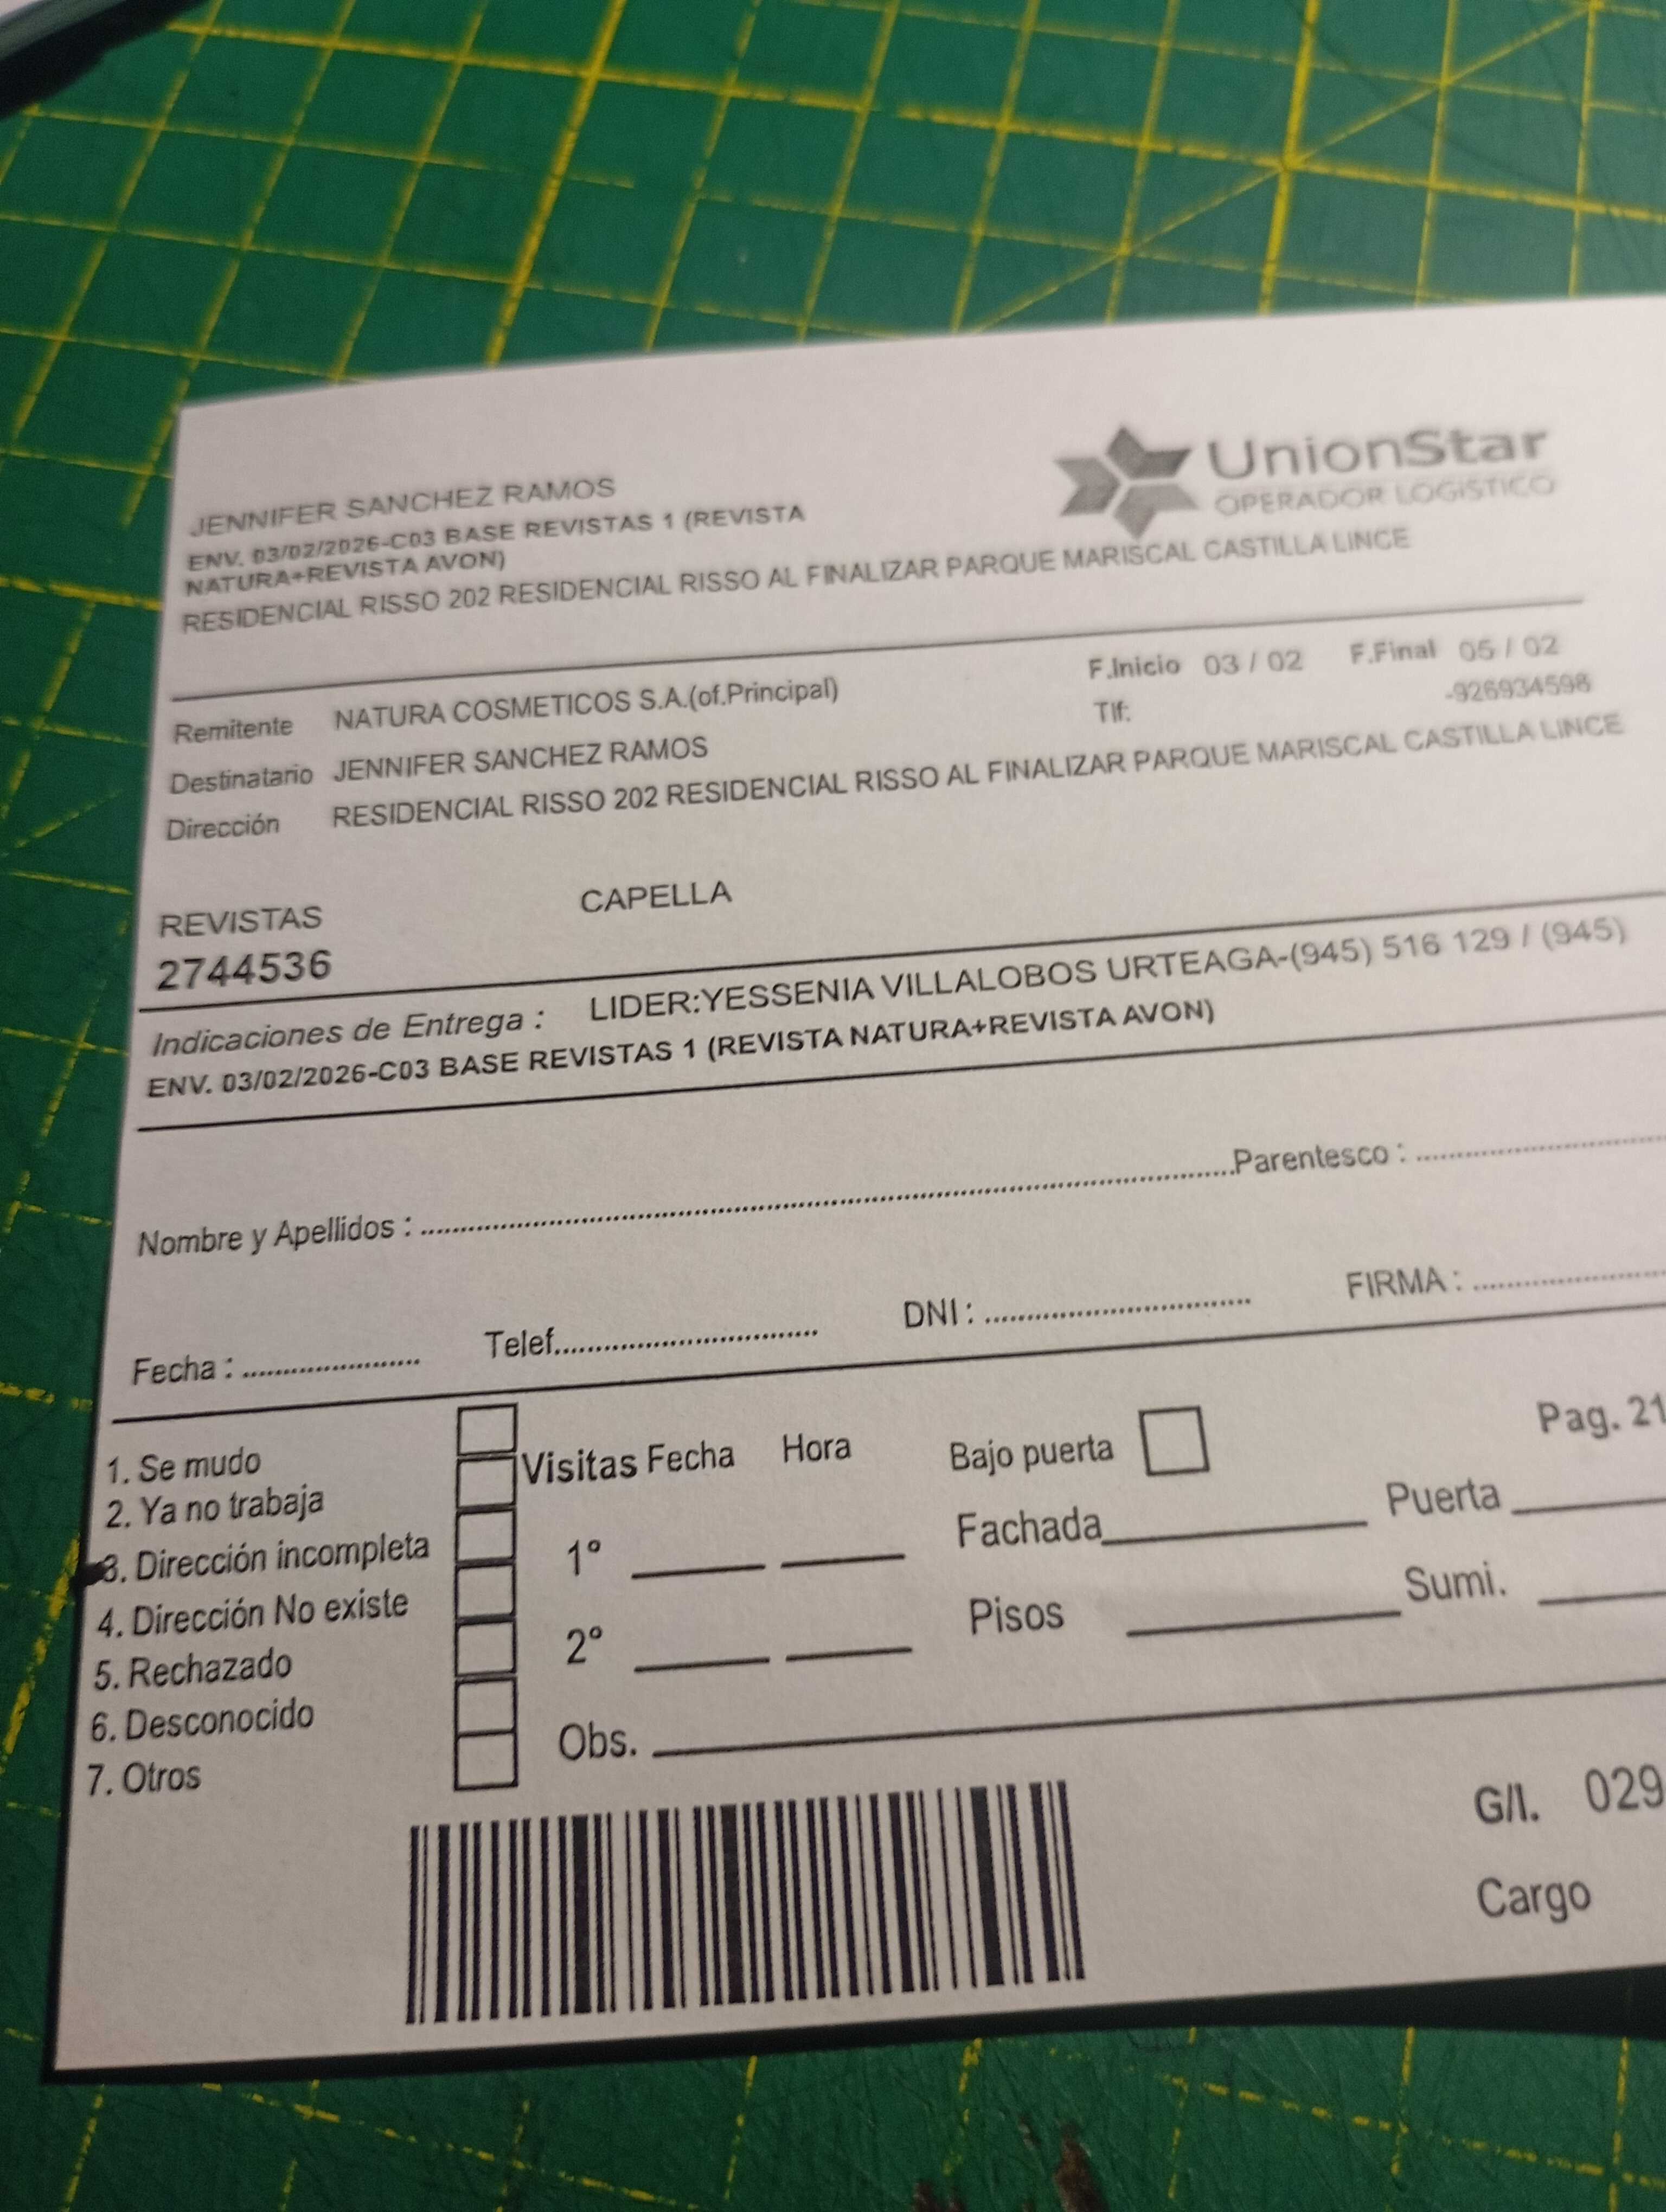 JENNIFER SANCHEZ RAMOS
ENV. 03/02/2026-C03 BASE REVISTAS 1 (REVISTA
NATURA+REVISTA AVON)
RESIDENCIAL RISSO 202 RESIDENCIAL RISSO AL FINALIZAR PARQUE MARISCAL CASTILLA LINCE
UnionStar
OPERADOR LOGISTICO
Remitente NATURA COSMETICOS S.A.(of.Principal) F.Inicio 03 / 02 F.Final 05 / 02
Destinatario JENNIFER SANCHEZ RAMOS Tlf: -926934598
Dirección RESIDENCIAL RISSO 202 RESIDENCIAL RISSO AL FINALIZAR PARQUE MARISCAL CASTILLA LINCE
REVISTAS CAPELLA
2744536
Indicaciones de Entrega : LIDER:YESSENIA VILLALOBOS URTEAGA-(945) 516 129 / (945)
ENV. 03/02/2026-C03 BASE REVISTAS 1 (REVISTA NATURA+REVISTA AVON)
Nombre y Apellidos : Parentesco :
Fecha : Telef. DNI : FIRMA :
1. Se mudo
2. Ya no trabaja
3. Dirección incompleta
4. Dirección No existe
5. Rechazado
6. Desconocido
7. Otros
Visitas Fecha Hora
1°
2°
Obs.
Bajo puerta Pag. 21
Fachada Puerta
Pisos Sumi.
G/I. 029
Cargo